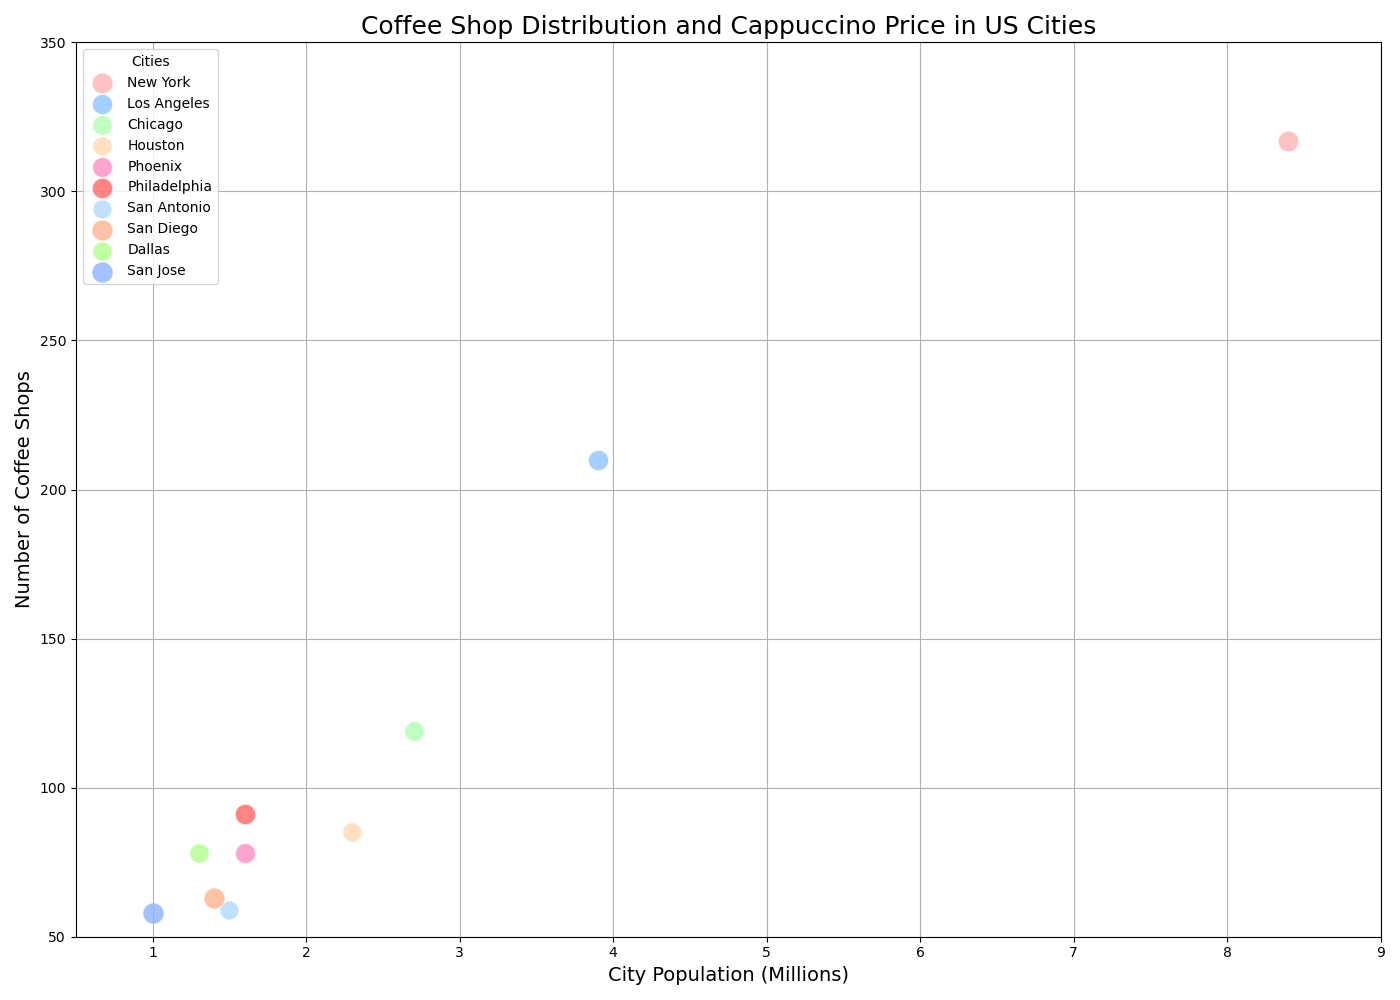 Coffee Shop Distribution and Cappuccino Price in US Cities
350
300
250
200
150
100
50
Number of Coffee Shops
Cities
New York
Los Angeles
Chicago
Houston
Phoenix
Philadelphia
San Antonio
San Diego
Dallas
San Jose
1 2 3 4 5 6 7 8 9
City Population (Millions)